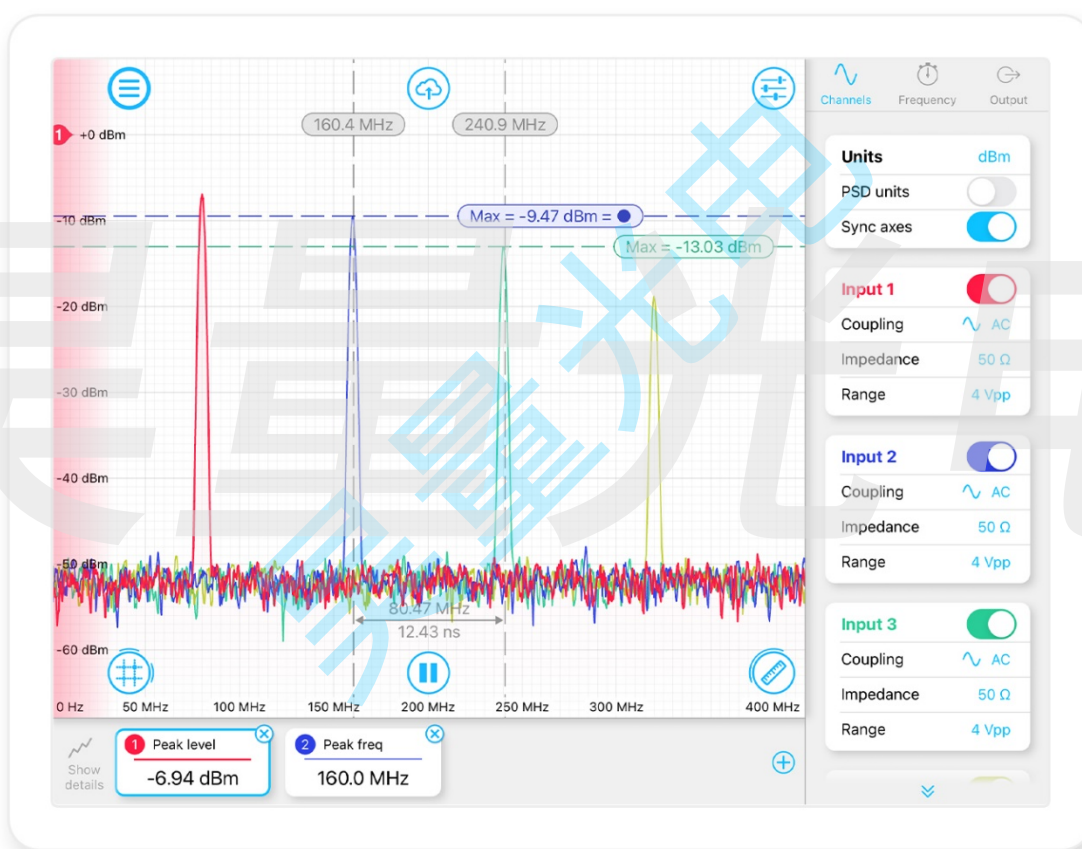 Channels
Frequency
Output
160.4 MHz
240.9 MHz
1
+0 dBm
Units
dBm
PSD units
Sync axes
-10 dBm
Max = -9.47 dBm =
Max = -13.03 dBm
Input 1
-20 dBm
Coupling
AC
Impedance
50 Ω
-30 dBm
Range
4 Vpp
Input 2
-40 dBm
Coupling
AC
Impedance
50 Ω
-50 dBm
Range
4 Vpp
80.47 MHz
12.43 ns
Input 3
-60 dBm
Coupling
AC
Impedance
50 Ω
0 Hz
50 MHz
100 MHz
150 MHz
200 MHz
250 MHz
300 MHz
400 MHz
Range
4 Vpp
Show
details
1 Peak level
-6.94 dBm
2 Peak freq
160.0 MHz
昊量光电